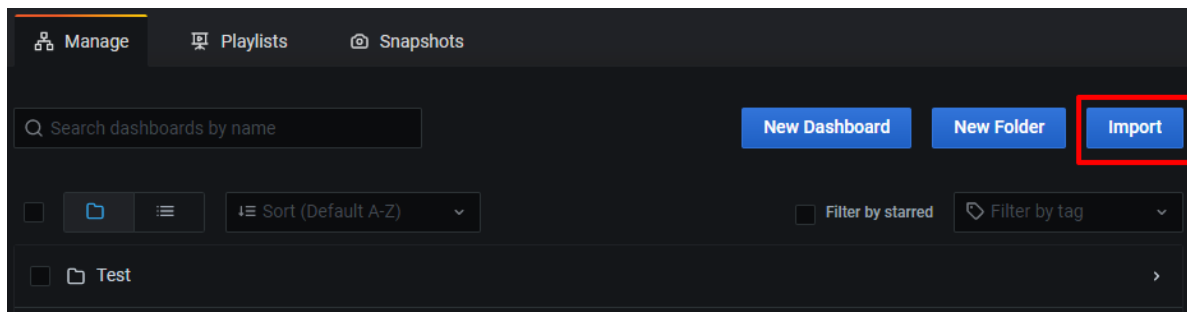 Manage Playlists Snapshots
Search dashboards by name New Dashboard New Folder Import
Sort (Default A-Z) Filter by starred Filter by tag
Test